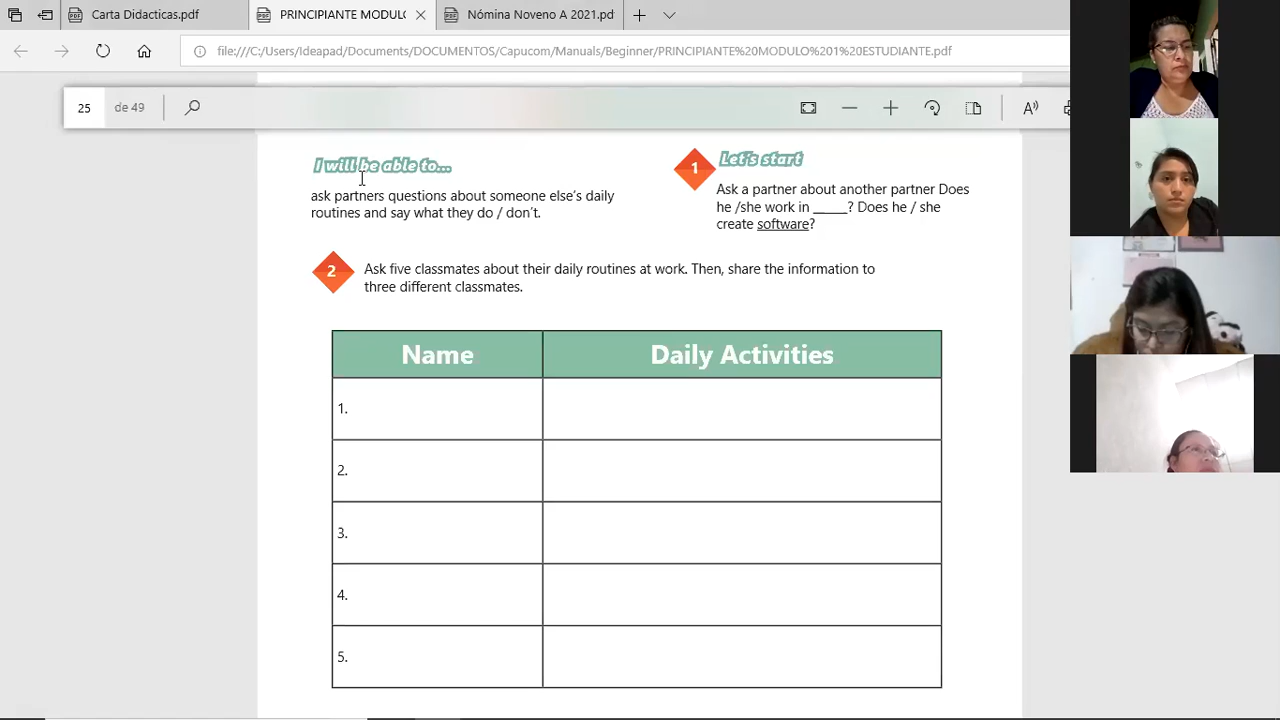 Carta Didacticas.pdf
PRINCIPIANTE MODULO
Nómina Noveno A 2021.pd
file:///C:/Users/Ideapad/Documents/DOCUMENTOS/Capucom/Manuals/Beginner/PRINCIPIANTE%20MODULO%201%20ESTUDIANTE.pdf
25 de 49
I will be able to...
ask partners questions about someone else's daily
routines and say what they do / don't.
1
Let's start
Ask a partner about another partner Does
he /she work in _____? Does he / she
create software?
2
Ask five classmates about their daily routines at work. Then, share the information to
three different classmates.
Name
Daily Activities
1.
2.
3.
4.
5.